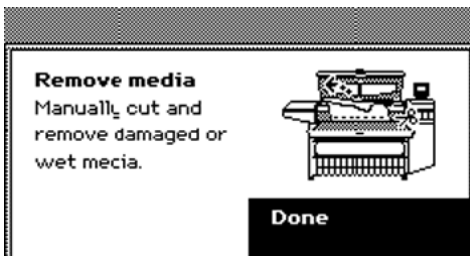 Remove media
Manually cut and
remove damaged or
wet mecia.
Done